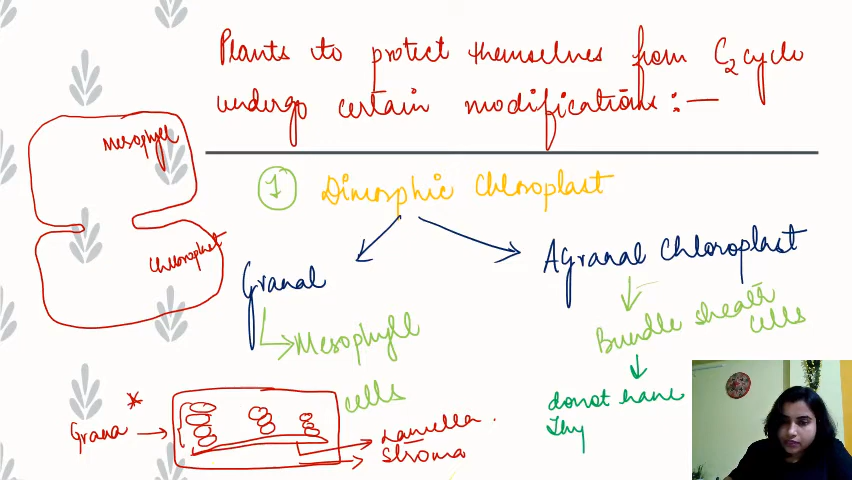 Plants to protect themselves from C2 cycle
undergo certain modifications :—
Mesophyll
1 Dimorphic Chloroplast
Chloroplast
Granal
Agranal Chloroplast
Mesophyll
cells
Bundle sheath
cells
donot have
Thy
Grana *
Lamella.
Stroma